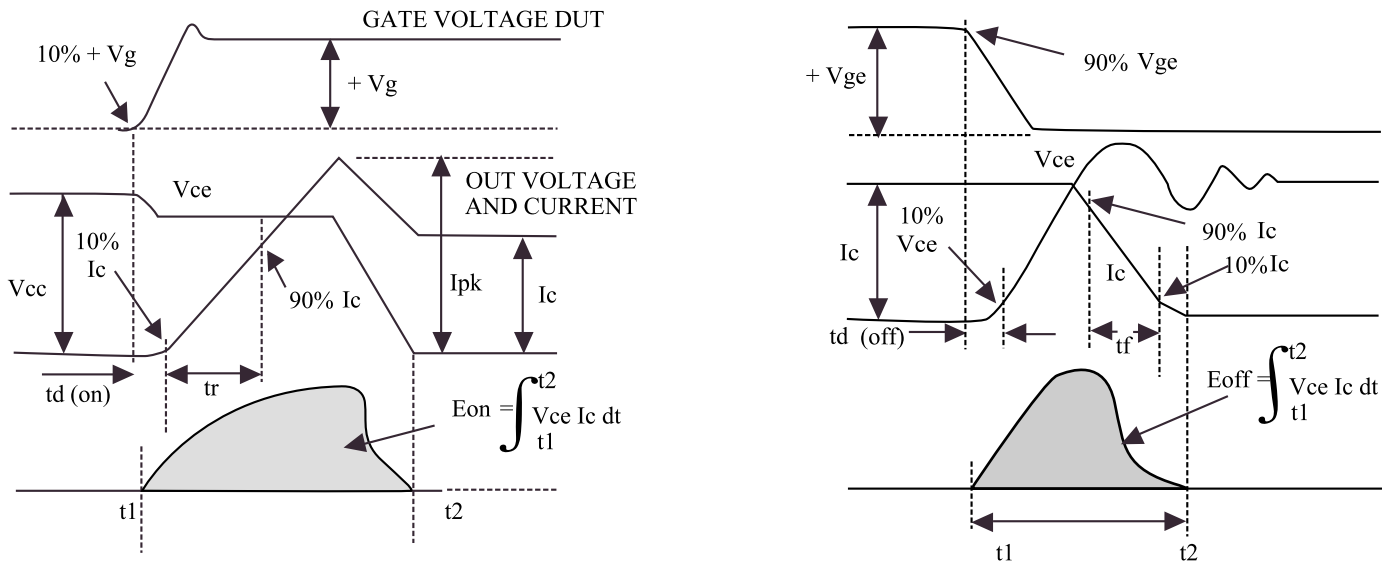 GATE VOLTAGE DUT
10% + Vg
+ Vg
Vce
OUT VOLTAGE
AND CURRENT
10%
Ic
Vcc
90% Ic
Ipk
Ic
td (on)
tr
Eon = ∫ t2 Vce Ic dt t1
t1
t2
90% Vge
+ Vge
Vce
10%
Vce
90% Ic
Ic
Ic
10% Ic
td (off)
tf
Eoff = ∫ t2 Vce Ic dt t1
t1
t2